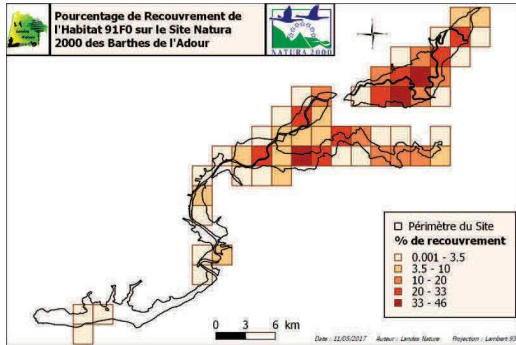 Landes Nature
Pourcentage de Recouvrement de
l'Habitat 91F0 sur le Site Natura
2000 des Barthes de l'Adour
NATURA 2000
Périmètre du Site
% de recouvrement
0.001 - 3.5
3.5 - 10
10 - 20
20 - 33
33 - 46
0 3 6 km
Date : 11/05/2017 Auteur : Landes Nature Projection : Lambert 93